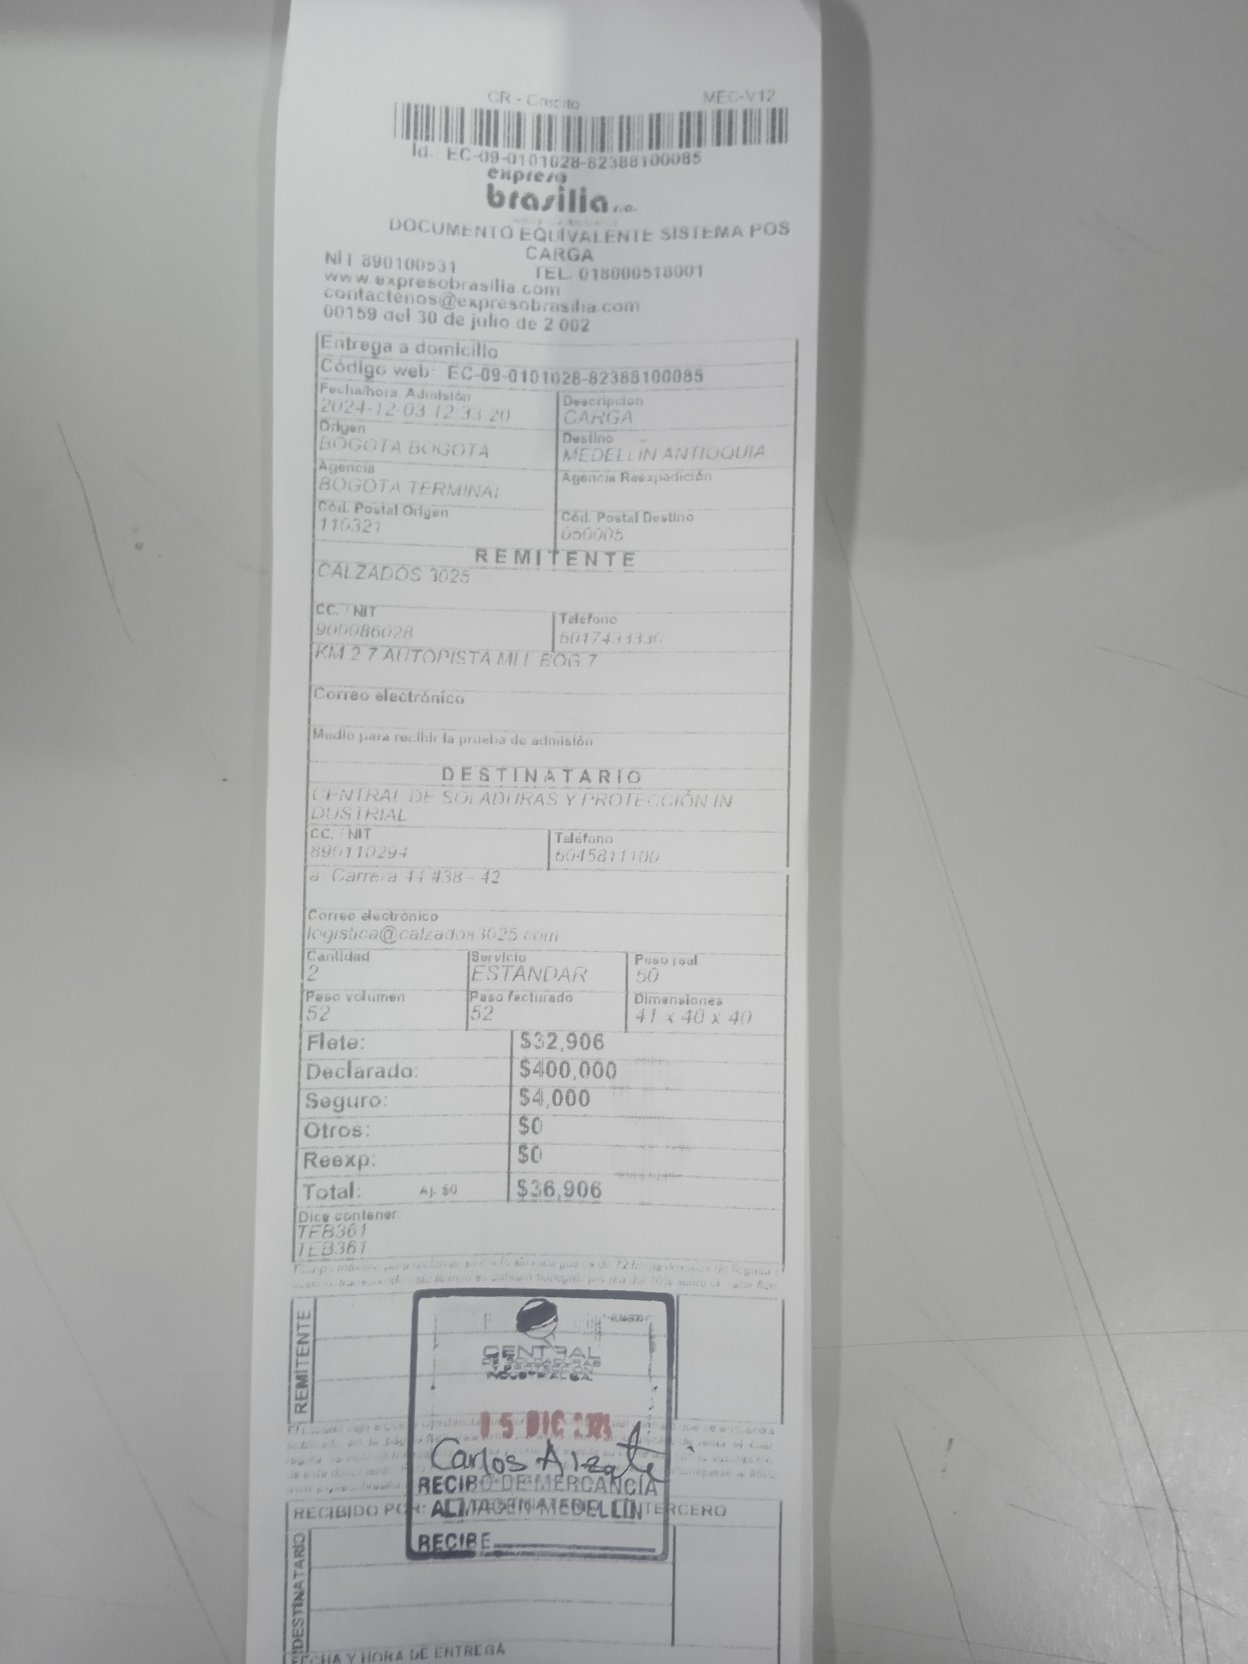 CR - Credito MEC-V12
Id.: EC-09-0101028-82388100085
expreso
brasilia s.a.
DOCUMENTO EQUIVALENTE SISTEMA POS
CARGA
NIT 890100531 TEL. 018000518001
www.expresobrasilia.com
contactenos@expresobrasilia.com
00159 del 30 de julio de 2.002
Entrega a domicilio
Código web: EC-09-0101028-82388100085
Fecha/hora. Admisión Descripcion
2024-12-03 12:33:20 CARGA
Origen Destino
BOGOTA BOGOTA MEDELLIN ANTIOQUIA
Agencia Agencia Reexpedición
BOGOTA TERMINAL
Cód. Postal Origen Cód. Postal Destino
110321 050005
REMITENTE
CALZADOS 3025
CC. / NIT Teléfono
900086028 6017433330
KM 2 7 AUTOPISTA BOG 7
Correo electrónico
Medio para recibir la prueba de admisión
DESTINATARIO
CENTRAL DE SOLADURAS Y PROTECCIÓN IN
DUSTRIAL
CC. / NIT Teléfono
890110294 6045811100
a: Carrera #38 - 42
Correo electrónico
logistica@calzados3025.com
Cantidad Servicio Peso real
2 ESTANDAR 50
Peso volumen Peso facturado Dimensiones
52 52 41 x 40 x 40
Flete: $32,906
Declarado: $400,000
Seguro: $4,000
Otros: $0
Reexp: $0
Total: Aj. $0 $36,906
Dice contener:
TEB361
TEB361
REMITENTE
CENTRAL
DE SOLDADURAS
Y PROTECCION
INDUSTRIAL S.A.
DIC
Carlos Alzate
RECIBO DE MERCANCÍA
RECIBIDO POR: ALMACEN MEDELLIN TERCERO
RECIBE
DESTINATARIO
FECHA Y HORA DE ENTREGA